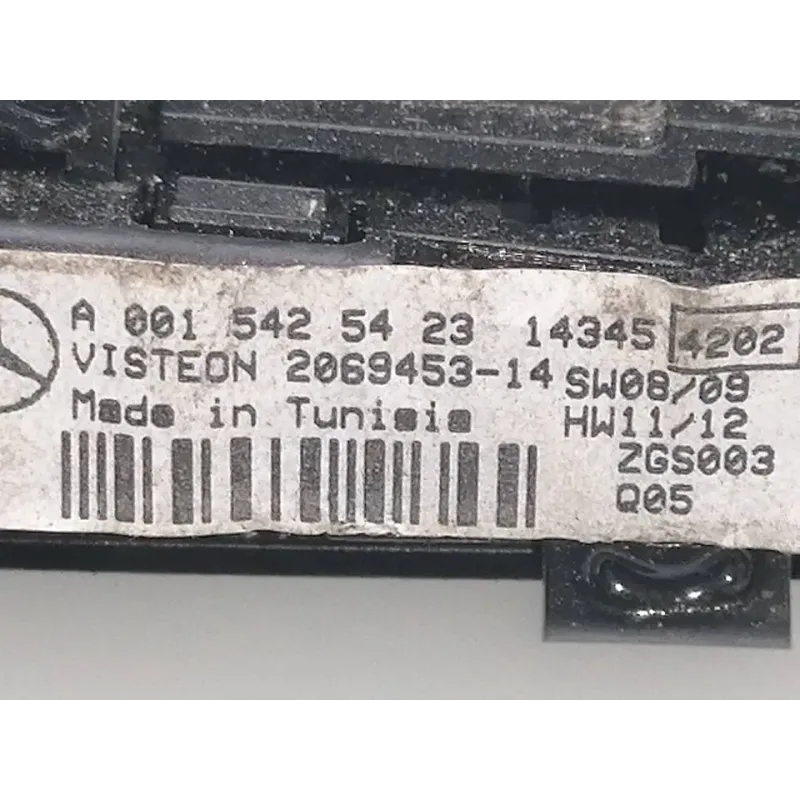 A 001 542 54 23 14345 4202
VISTEON 2069453-14 SW08/09
Made in Tunisia HW11/12
ZGS003
Q05